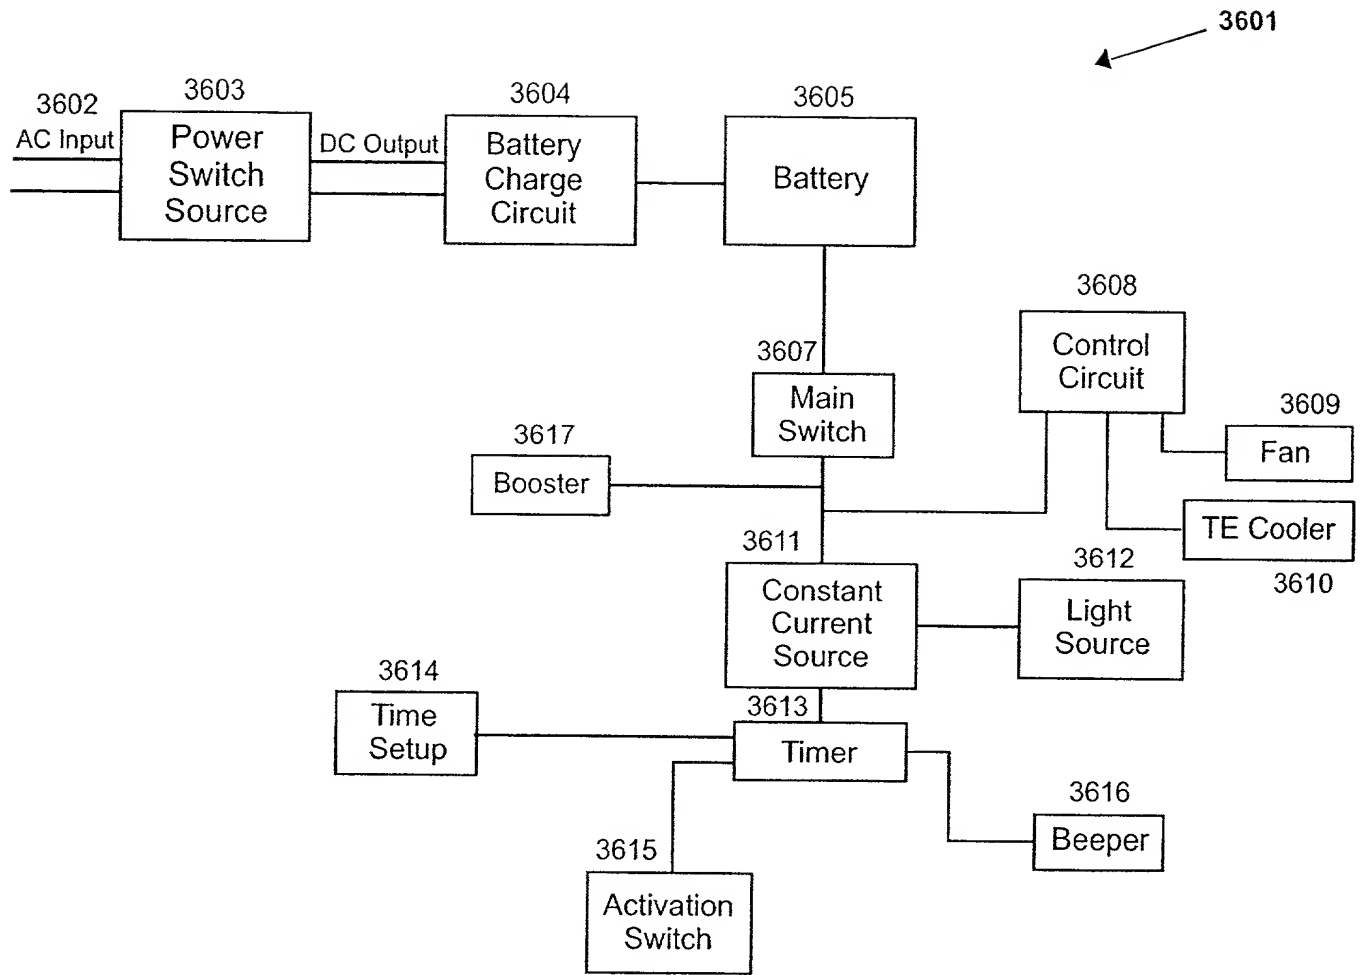 3601
3602
AC Input
3603
Power
Switch
Source
DC Output
3604
Battery
Charge
Circuit
3605
Battery
3607
Main
Switch
3608
Control
Circuit
3609
Fan
TE Cooler
3610
3617
Booster
3611
Constant
Current
Source
3612
Light
Source
3613
Timer
3614
Time
Setup
3615
Activation
Switch
3616
Beeper